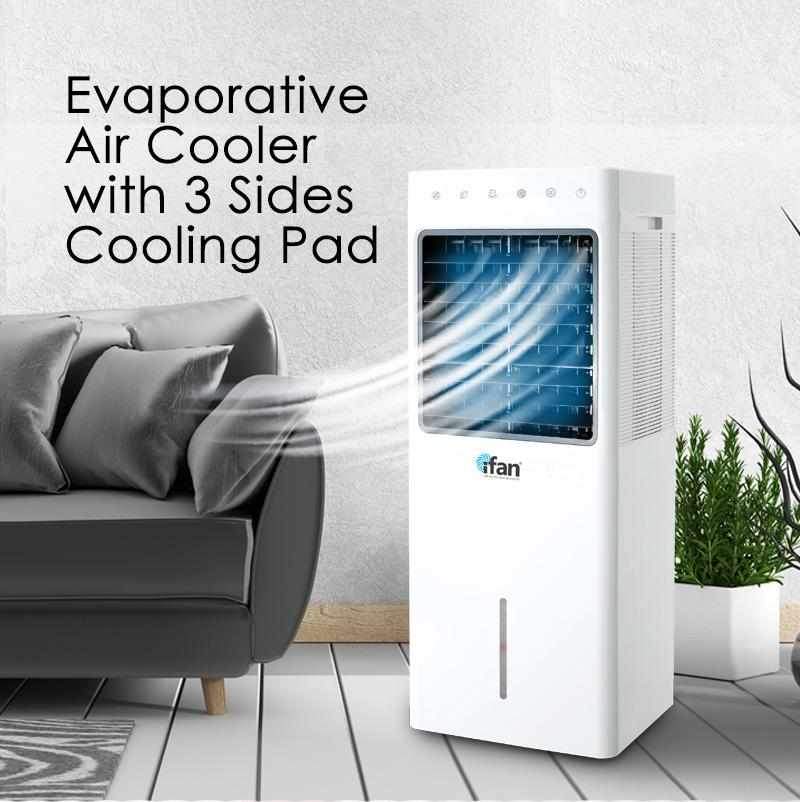 Evaporative
Air Cooler
with 3 Sides
Cooling Pad
ifan®